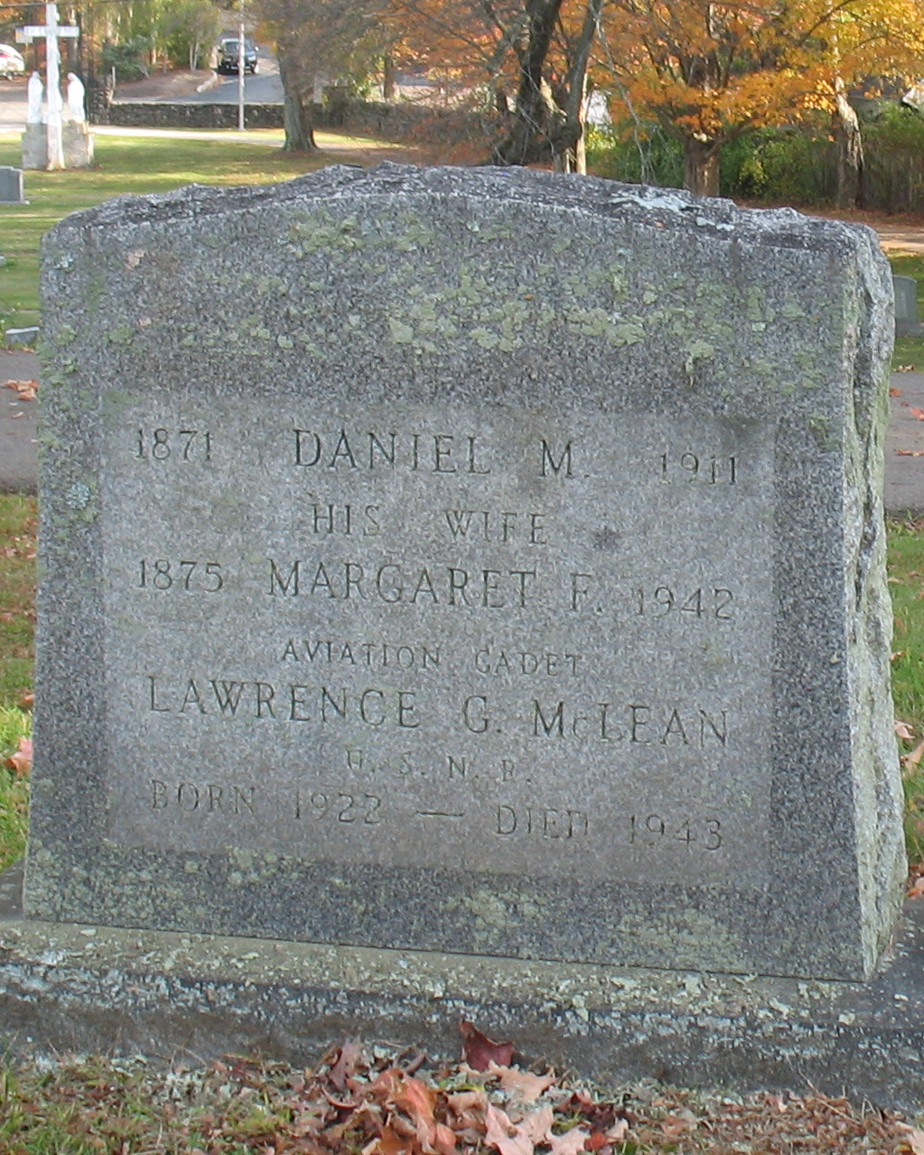 1871 DANIEL M. 1911
HIS WIFE
1875 MARGARET F. 1942
AVIATION CADET
LAWRENCE G. McLEAN
U. S. N. R.
BORN 1922 — DIED 1943